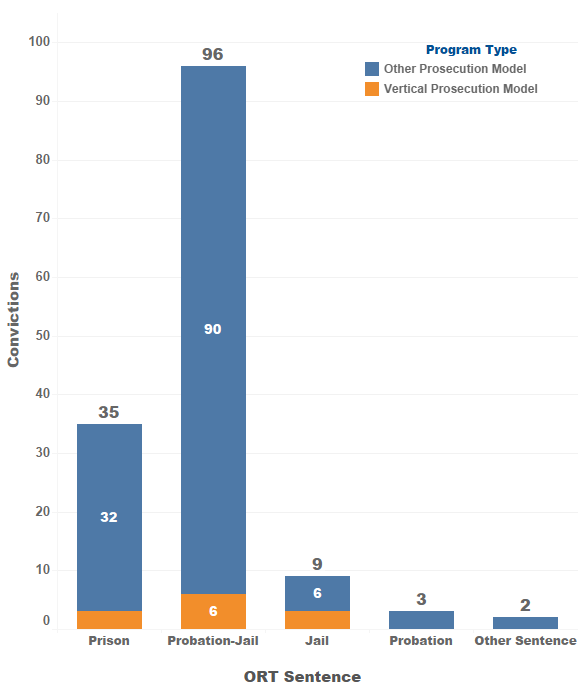 Program Type
Other Prosecution Model
Vertical Prosecution Model
Convictions
100
90
80
70
60
50
40
30
20
10
0
35
32
96
90
6
9
6
3
2
Prison
Probation-Jail
Jail
Probation
Other Sentence
ORT Sentence